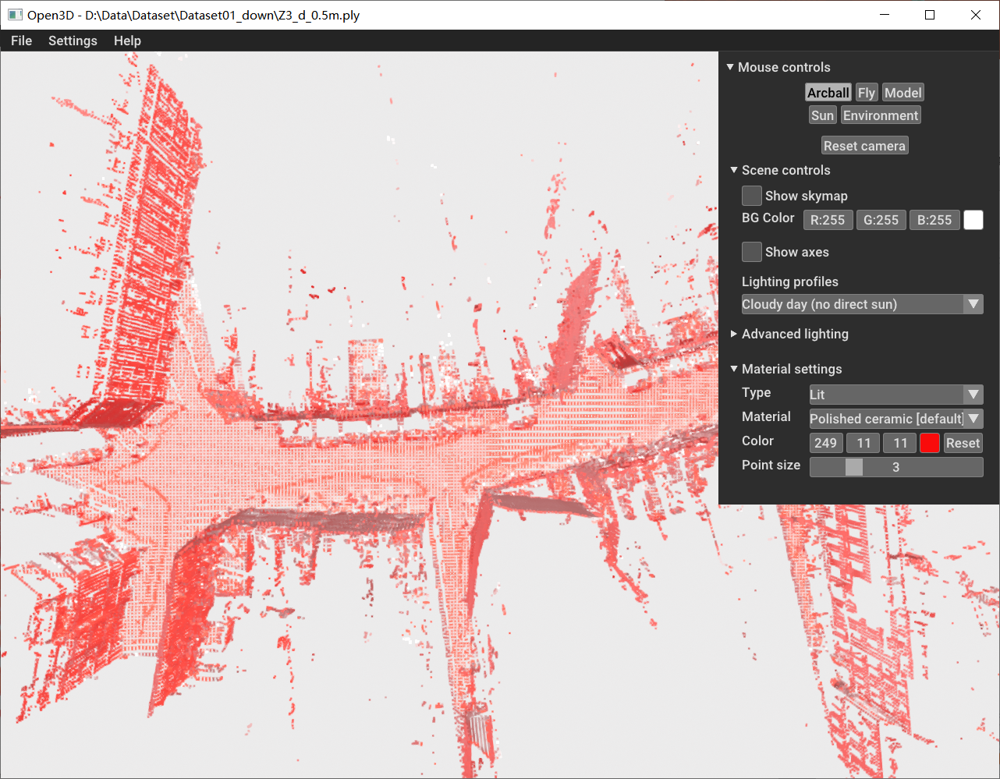 Open3D - D:\Data\Dataset\Dataset01_down\Z3_d_0.5m.ply
File Settings Help
Mouse controls
Arcball Fly Model
Sun Environment
Reset camera
Scene controls
Show skymap
BG Color R:255 G:255 B:255
Show axes
Lighting profiles
Cloudy day (no direct sun)
Advanced lighting
Material settings
Type Lit
Material Polished ceramic [default]
Color 249 11 11 Reset
Point size 3